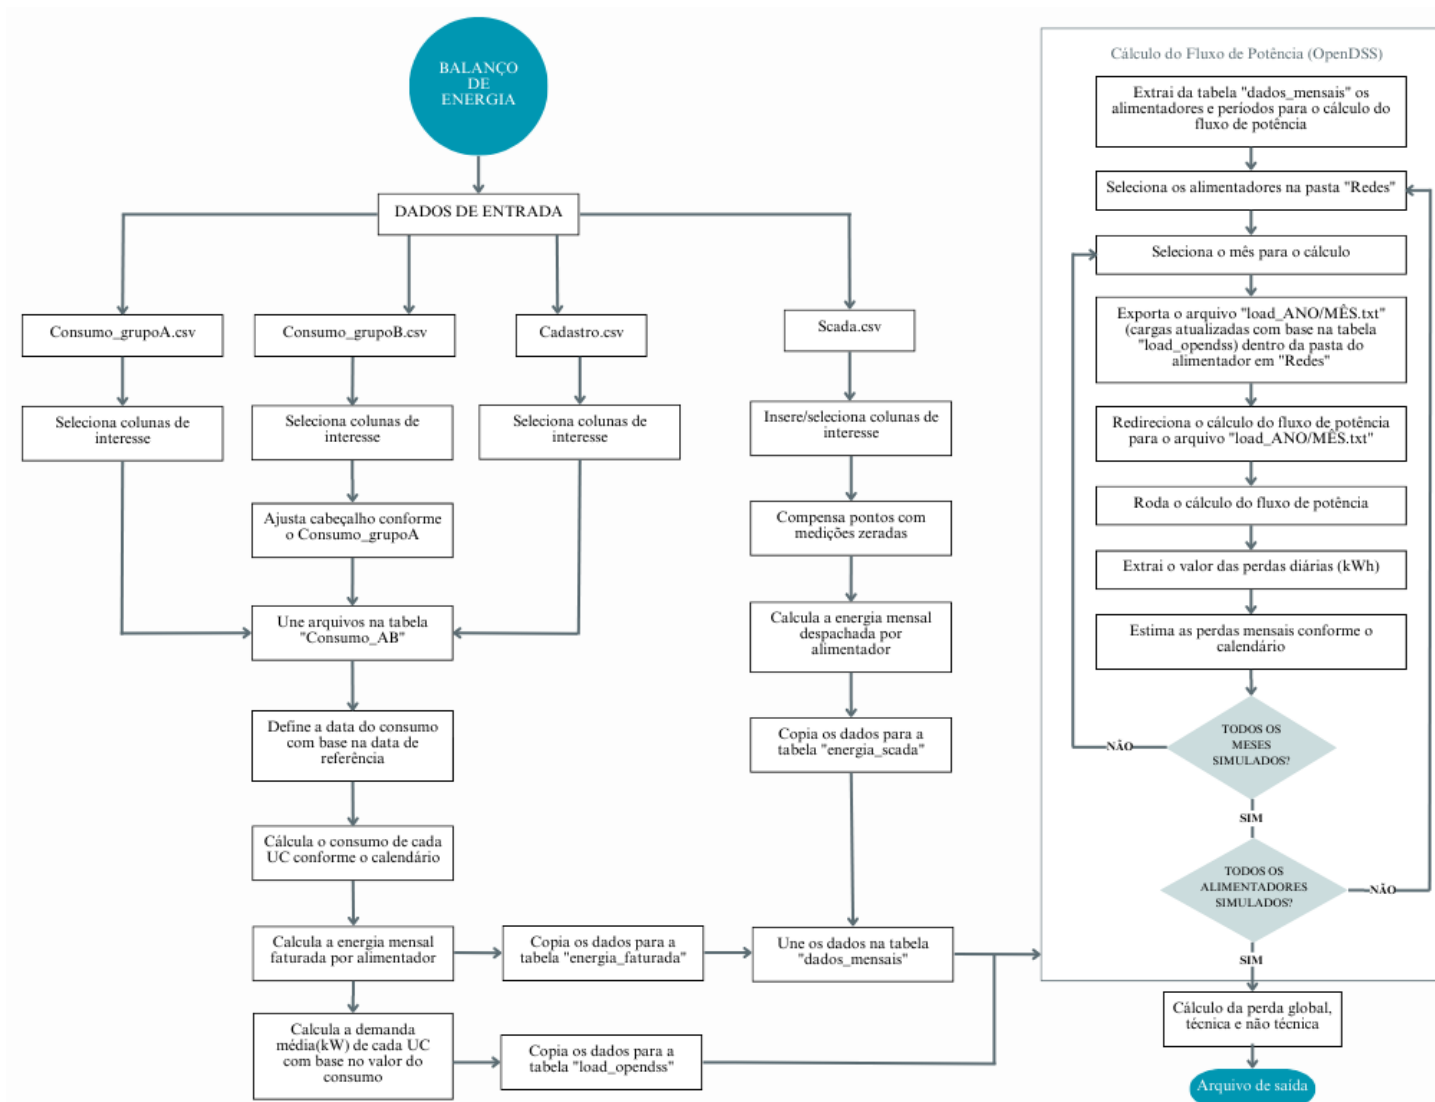 BALANÇO
DE
ENERGIA
DADOS DE ENTRADA
Consumo_grupoA.csv
Seleciona colunas de
interesse
Consumo_grupoB.csv
Seleciona colunas de
interesse
Ajusta cabeçalho conforme
o Consumo_grupoA
Cadastro.csv
Seleciona colunas de
interesse
Une arquivos na tabela
"Consumo_AB"
Define a data do consumo
com base na data de
referência
Cálcula o consumo de cada
UC conforme o calendário
Calcula a energia mensal
faturada por alimentador
Copia os dados para a
tabela "energia_faturada"
Calcula a demanda
média(kW) de cada UC
com base no valor do
consumo
Copia os dados para a
tabela "load_opendss"
Scada.csv
Insere/seleciona colunas de
interesse
Compensa pontos com
medições zeradas
Calcula a energia mensal
despachada por
alimentador
Copia os dados para a
tabela "energia_scada"
Une os dados na tabela
"dados_mensais"
Cálculo do Fluxo de Potência (OpenDSS)
Extrai da tabela "dados_mensais" os
alimentadores e períodos para o cálculo do
fluxo de potência
Seleciona os alimentadores na pasta "Redes"
Seleciona o mês para o cálculo
Exporta o arquivo "load_ANO/MÊS.txt"
(cargas atualizadas com base na tabela
"load_opendss) dentro da pasta do
alimentador em "Redes"
Redireciona o cálculo do fluxo de potência
para o arquivo "load_ANO/MÊS.txt"
Roda o cálculo do fluxo de potência
Extrai o valor das perdas diárias (kWh)
Estima as perdas mensais conforme o
calendário
TODOS OS
MESES
SIMULADOS?
NÃO
SIM
TODOS OS
ALIMENTADORES
SIMULADOS?
NÃO
SIM
Cálculo da perda global,
técnica e não técnica
Arquivo de saída